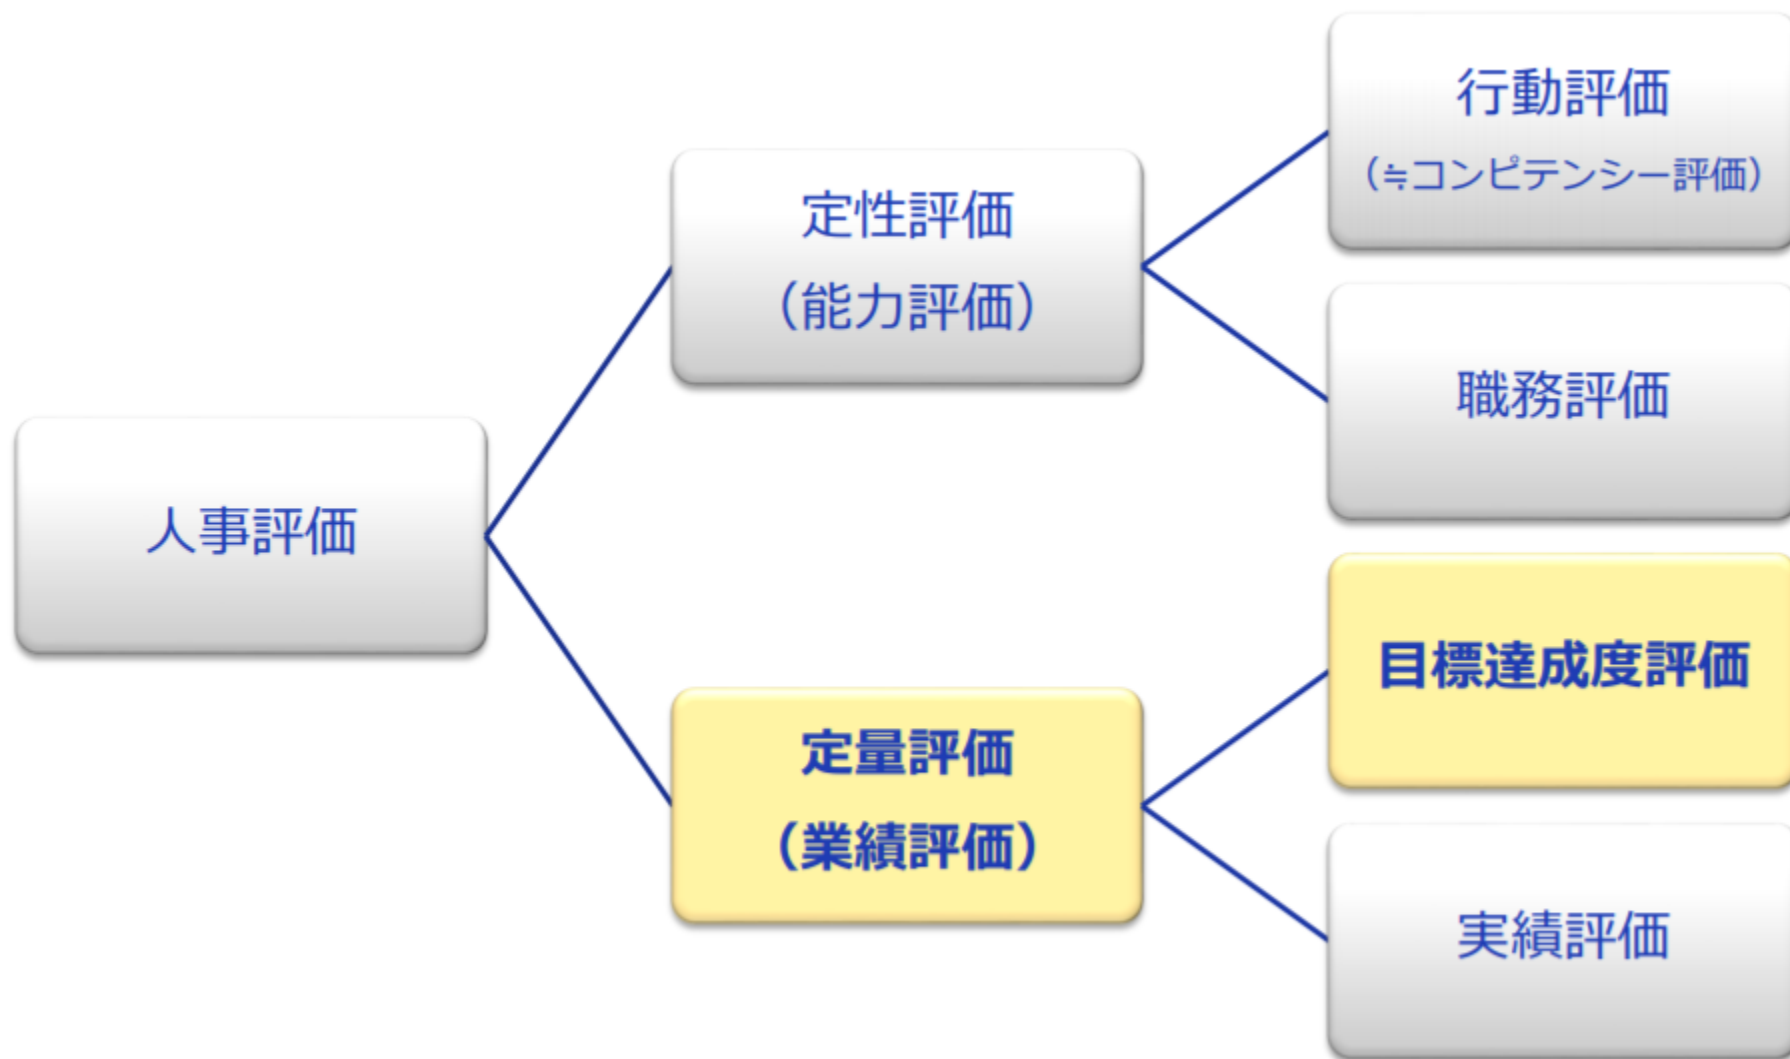 人事評価
定性評価
（能力評価）
定量評価
（業績評価）
行動評価
（≒コンピテンシー評価）
職務評価
目標達成度評価
実績評価